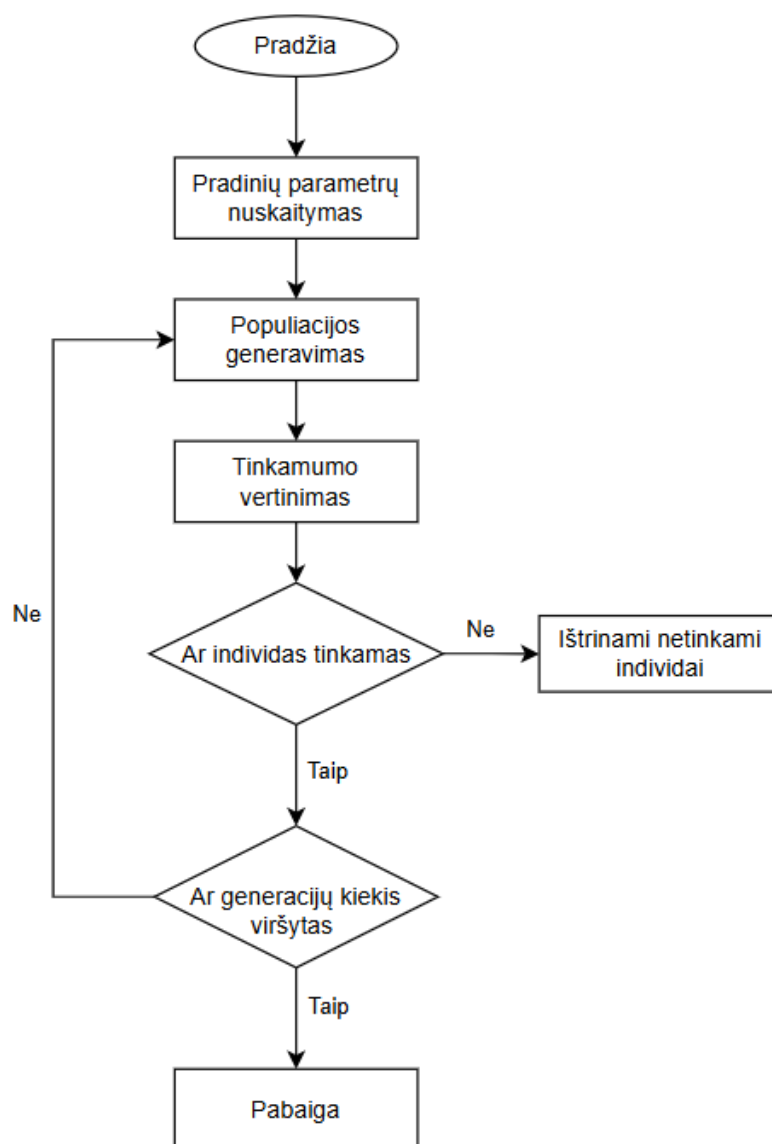 Pradžia
Pradinių parametrų
nuskaitymas
Populiacijos
generavimas
Tinkamumo
vertinimas
Ar individas tinkamas
Ne
Ištrinami netinkami
individai
Ne
Taip
Ar generacijų kiekis
viršytas
Taip
Pabaiga